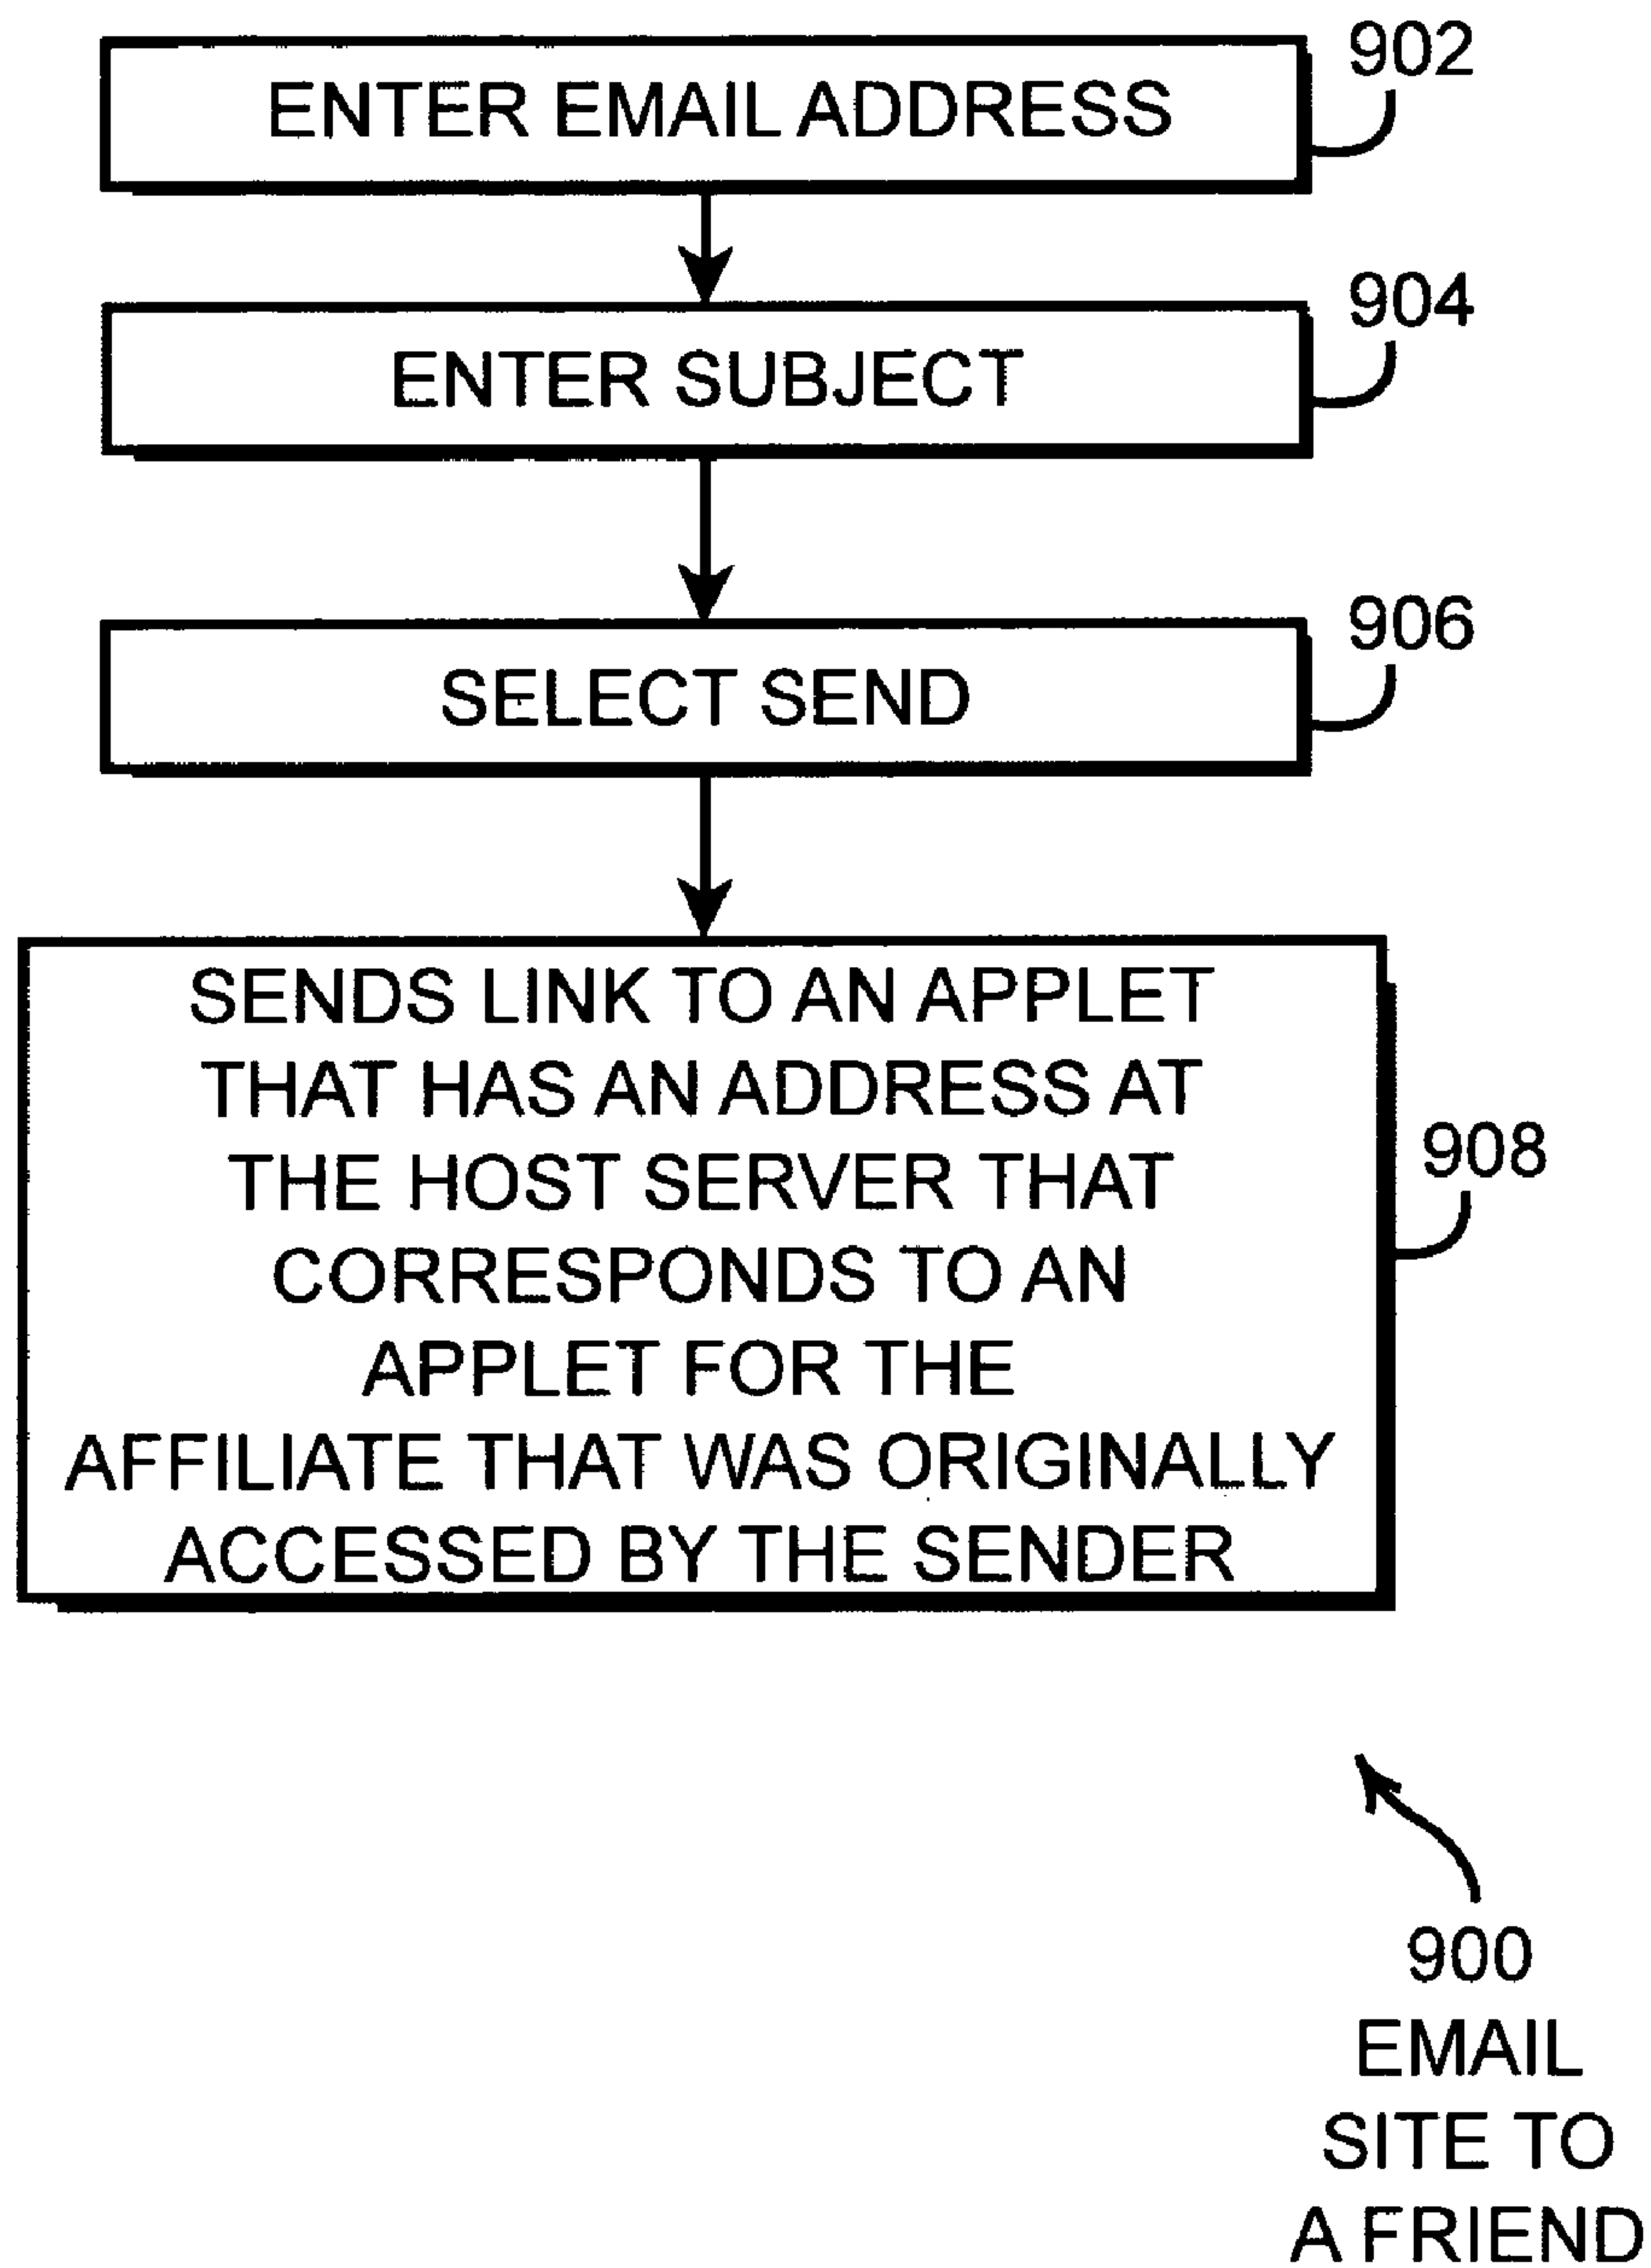 902
ENTER EMAIL ADDRESS
904
ENTER SUBJECT
906
SELECT SEND
SENDS LINK TO AN APPLET
THAT HAS AN ADDRESS AT
THE HOST SERVER THAT
908
CORRESPONDS TO AN
APPLET FOR THE
AFFILIATE THAT WAS ORIGINALLY
ACCESSED BY THE SENDER
900
EMAIL
SITE TO
A FRIEND